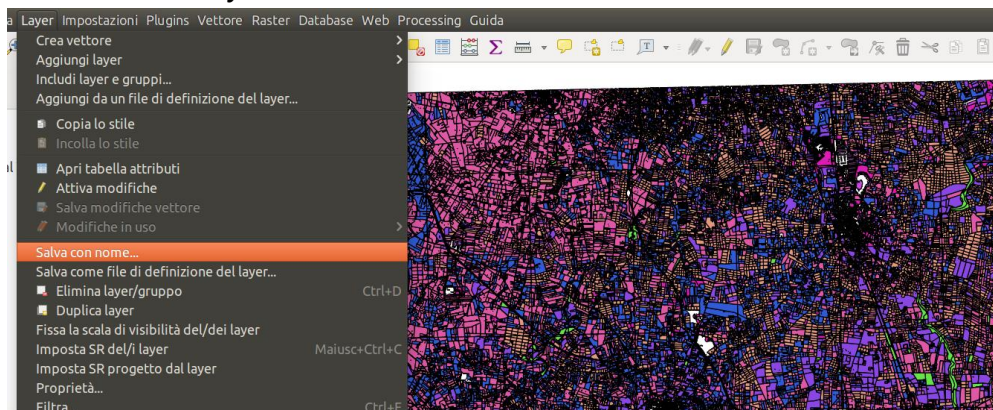 a Layer Impostazioni Plugins Vettore Raster Database Web Processing Guida
Crea vettore
Aggiungi layer
Includi layer e gruppi...
Aggiungi da un file di definizione del layer...
Copia lo stile
Incolla lo stile
Apri tabella attributi
Attiva modifiche
Salva modifiche vettore
Modifiche in uso
Salva con nome...
Salva come file di definizione del layer...
Elimina layer/gruppo Ctrl+D
Duplica layer
Fissa la scala di visibilità del/dei layer
Imposta SR del/i layer Maiusc+Ctrl+C
Imposta SR progetto dal layer
Proprietà...
Filtra... Ctrl+F